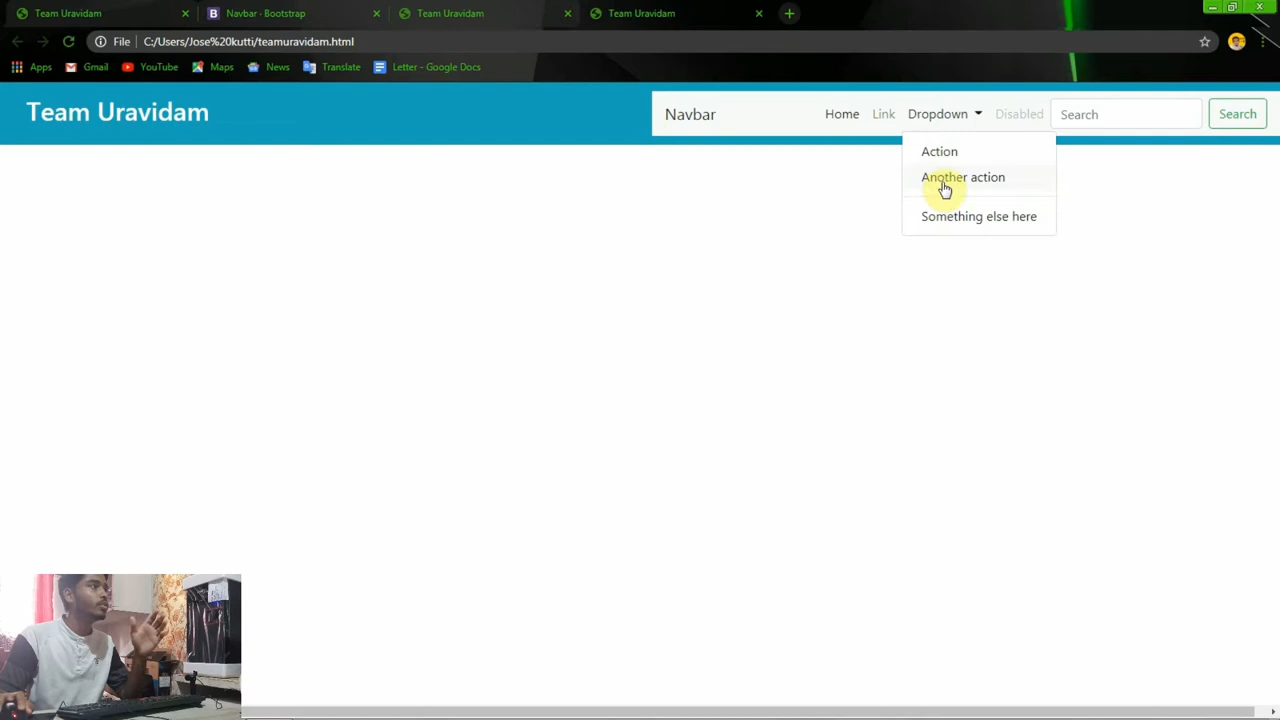 Team Uravidam
Navbar · Bootstrap
Team Uravidam
Team Uravidam
File
C:/Users/Jose%20kutti/teamuravidam.html
Apps
Gmail
YouTube
Maps
News
Translate
Letter - Google Docs
Team Uravidam
Navbar
Home
Link
Dropdown
Disabled
Search
Search
Action
Another action
Something else here